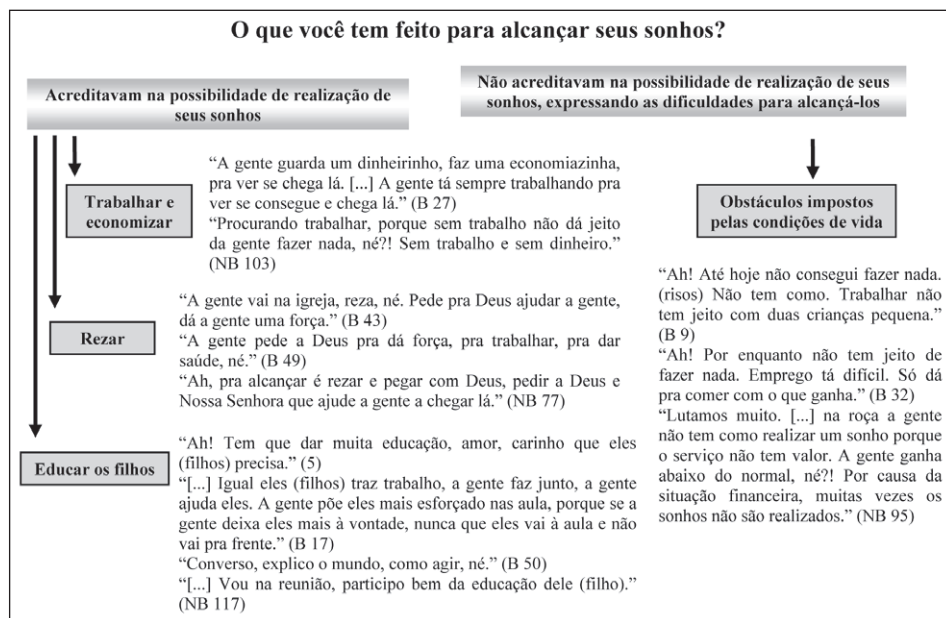 O que você tem feito para alcançar seus sonhos?
Acreditavam na possibilidade de realização de
seus sonhos
Trabalhar e
economizar
“A gente guarda um dinheirinho, faz uma economiazinha,
pra ver se chega lá. [...] A gente tá sempre trabalhando pra
ver se consegue e chega lá.” (B 27)
“Procurando trabalhar, porque sem trabalho não dá jeito
da gente fazer nada, né?! Sem trabalho e sem dinheiro.”
(NB 103)
Rezar
“A gente vai na igreja, reza, né. Pede pra Deus ajudar a gente,
dá a gente uma força.” (B 43)
“A gente pede a Deus pra dá força, pra trabalhar, pra dar
saúde, né.” (B 49)
“Ah, pra alcançar é rezar e pegar com Deus, pedir a Deus e
Nossa Senhora que ajude a gente a chegar lá.” (NB 77)
Educar os filhos
“Ah! Tem que dar muita educação, amor, carinho que eles
(filhos) precisa.” (5)
“[...] Igual eles (filhos) traz trabalho, a gente faz junto, a gente
ajuda eles. A gente põe eles mais esforçado nas aula, porque se a
gente deixa eles mais à vontade, nunca que eles vai à aula e não
vai pra frente.” (B 17)
“Converso, explico o mundo, como agir, né.” (B 50)
“[...] Vou na reunião, participo bem da educação dele (filho).”
(NB 117)
Não acreditavam na possibilidade de realização de seus
sonhos, expressando as dificuldades para alcançá-los
Obstáculos impostos
pelas condições de vida
“Ah! Até hoje não consegui fazer nada.
(risos) Não tem como. Trabalhar não
tem jeito com duas crianças pequena.”
(B 9)
“Ah! Por enquanto não tem jeito de
fazer nada. Emprego tá difícil. Só dá
pra comer com o que ganha.” (B 32)
“Lutamos muito. [...] na roça a gente
não tem como realizar um sonho porque
o serviço não tem valor. A gente ganha
abaixo do normal, né?! Por causa da
situação financeira, muitas vezes os
sonhos não são realizados.” (NB 95)